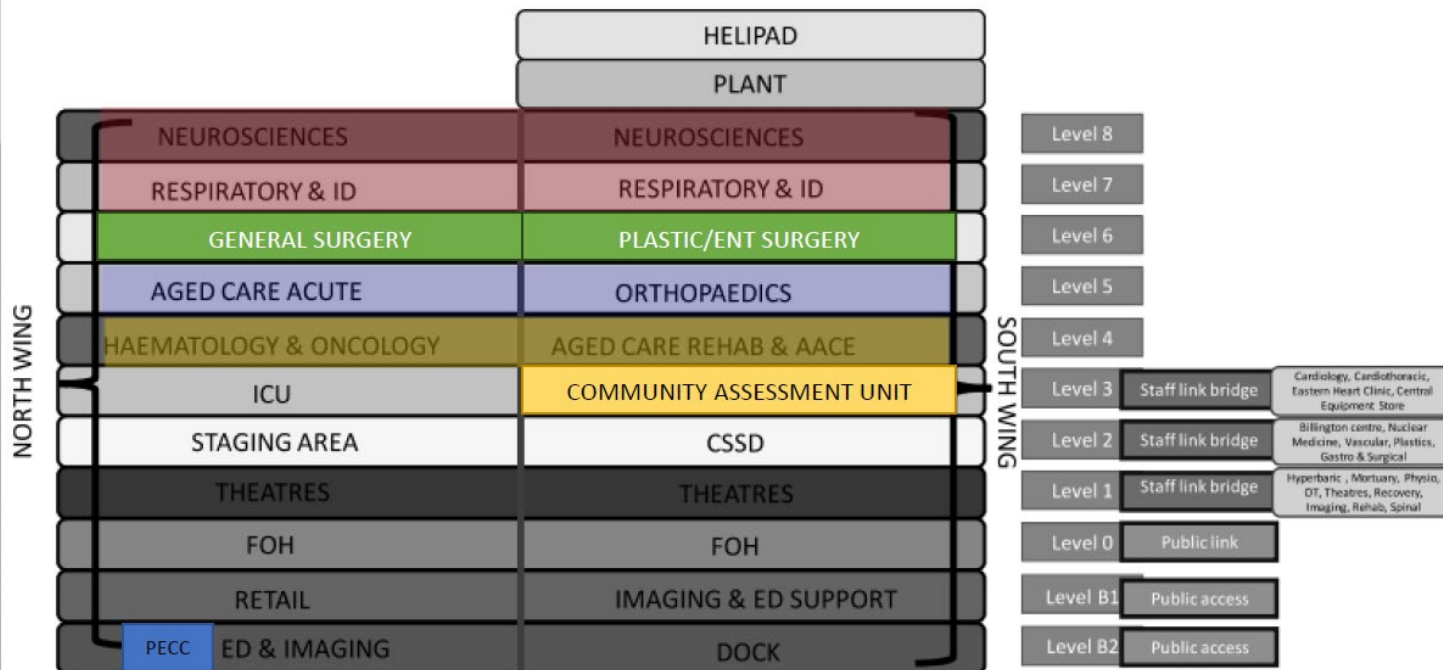 HELIPAD
PLANT
NEUROSCIENCES NEUROSCIENCES Level 8
RESPIRATORY & ID RESPIRATORY & ID Level 7
GENERAL SURGERY PLASTIC/ENT SURGERY Level 6
AGED CARE ACUTE ORTHOPAEDICS Level 5
HAEMATOLOGY & ONCOLOGY AGED CARE REHAB & AACE Level 4
ICU COMMUNITY ASSESSMENT UNIT Level 3 Staff link bridge
Cardiology, Cardiothoracic,
Eastern Heart Clinic, Central
Equipment Store
STAGING AREA CSSD Level 2 Staff link bridge
Billington centre, Nuclear
Medicine, Vascular, Plastics,
Gastro & Surgical
THEATRES THEATRES Level 1 Staff link bridge
Hyperbaric , Mortuary, Physio,
OT, Theatres, Recovery,
Imaging, Rehab, Spinal
FOH FOH Level 0 Public link
RETAIL IMAGING & ED SUPPORT Level B1 Public access
PECC ED & IMAGING DOCK Level B2 Public access
NORTH WING
SOUTH WING